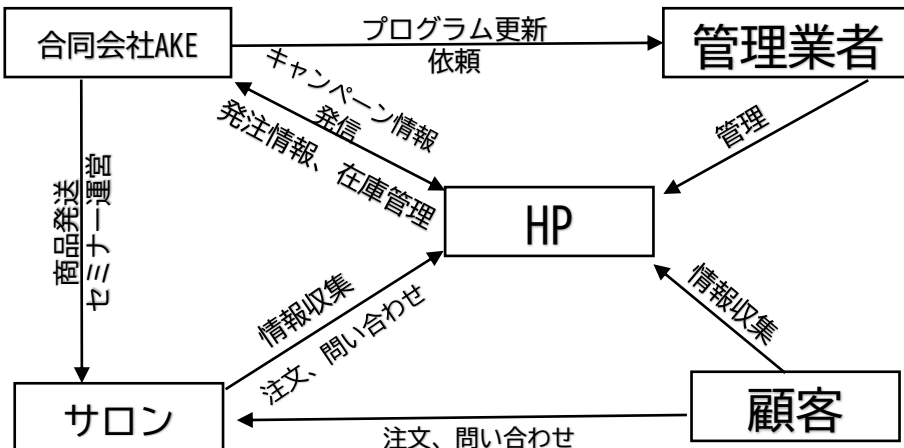 合同会社AKE
プログラム更新
依頼
管理業者
キャンペーン情報
発信
発注情報、在庫管理
管理
商品発送
セミナー運営
HP
情報収集
注文、問い合わせ
情報収集
サロン
注文、問い合わせ
顧客